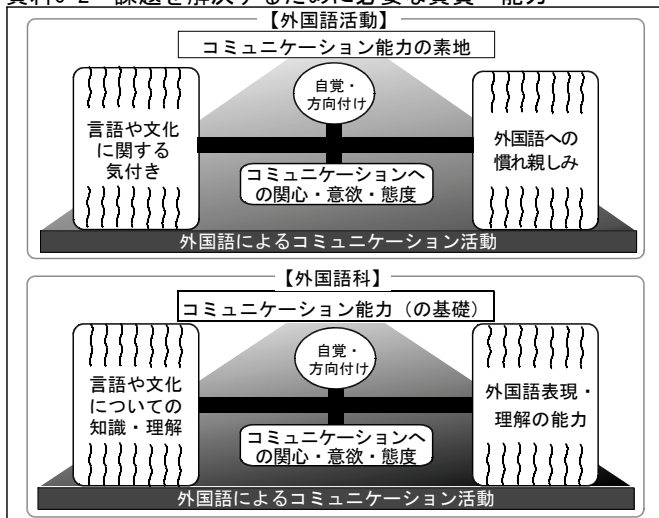 資料6-2 課題を解決するために必要な資質・能力
【外国語活動】
コミュニケーション能力の素地
自覚・
方向付け
言語や文化
に関する
気付き
外国語への
慣れ親しみ
コミュニケーションへ
の関心・意欲・態度
外国語によるコミュニケーション活動
【外国語科】
コミュニケーション能力（の基礎）
自覚・
方向付け
言語や文化
についての
知識・理解
外国語表現・
理解の能力
コミュニケーションへ
の関心・意欲・態度
外国語によるコミュニケーション活動